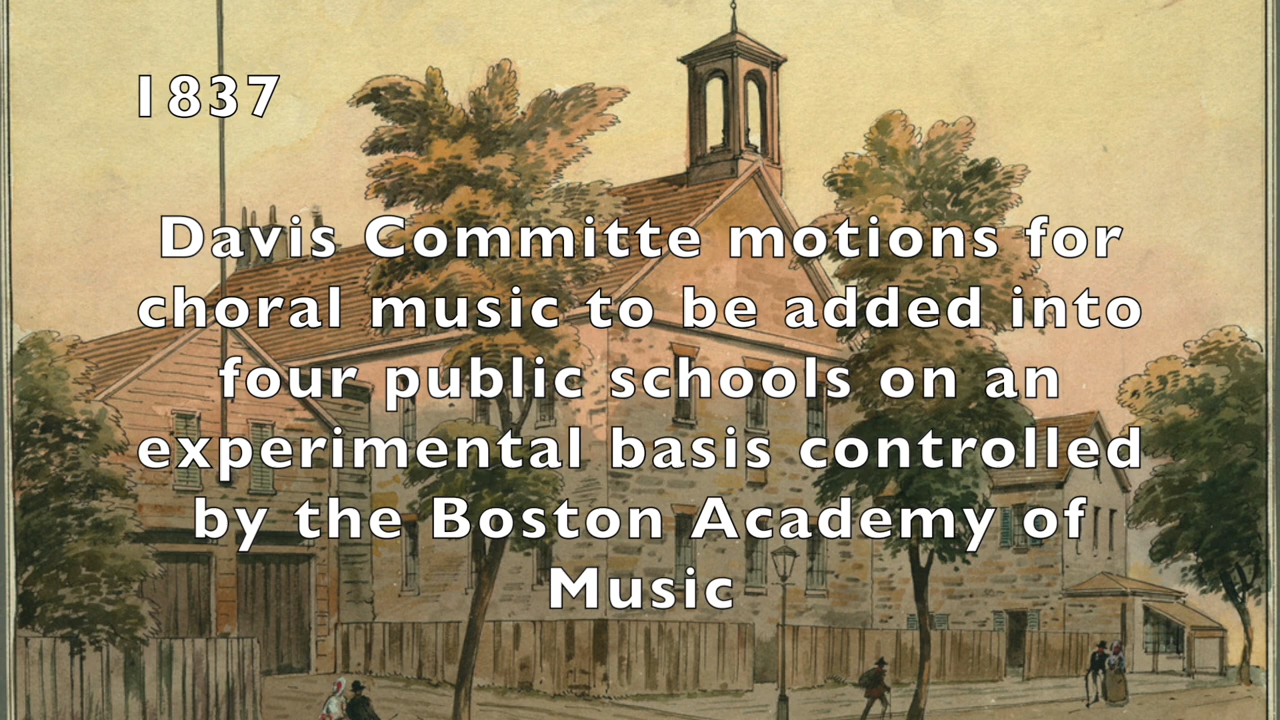 1837
Davis Committe motions for
choral music to be added into
four public schools on an
experimental basis controlled
by the Boston Academy of
Music